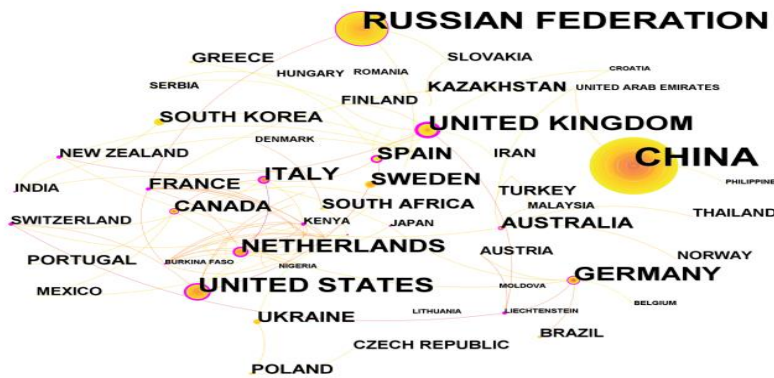 RUSSIAN FEDERATION
GREECE
SLOVAKIA
HUNGARY
ROMANIA
CROATIA
SERBIA
KAZAKHSTAN
UNITED ARAB EMIRATES
FINLAND
SOUTH KOREA
UNITED KINGDOM
DENMARK
NEW ZEALAND
SPAIN
IRAN
CHINA
ITALY
INDIA
FRANCE
SWEDEN
TURKEY
PHILIPPINE
CANADA
SOUTH AFRICA
MALAYSIA
THAILAND
SWITZERLAND
KENYA
JAPAN
AUSTRALIA
NETHERLANDS
AUSTRIA
NORWAY
PORTUGAL
BURKINA FASO
NIGERIA
GERMANY
UNITED STATES
MOLDOVA
MEXICO
BELGIUM
UKRAINE
LITHUANIA
LIECHTENSTEIN
BRAZIL
CZECH REPUBLIC
POLAND